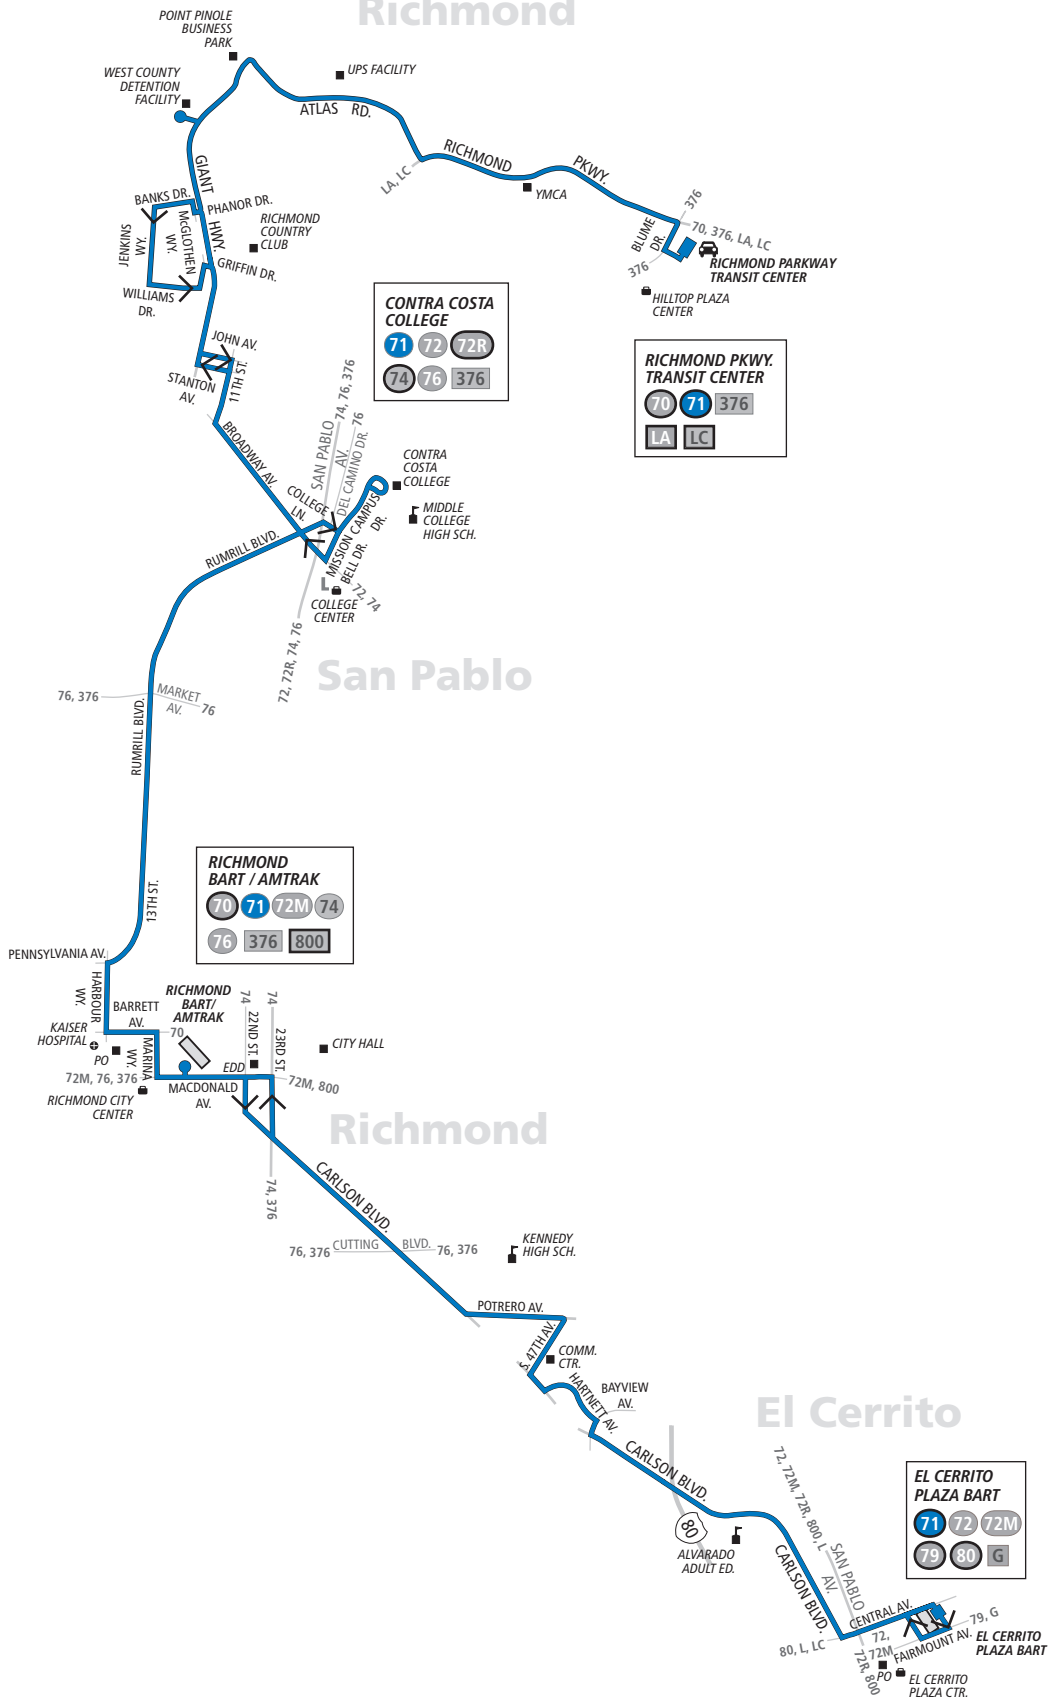 Richmond
POINT PINOLE
BUSINESS
PARK
UPS FACILITY
WEST COUNTY
DETENTION
FACILITY
ATLAS RD.
RICHMOND PKWY.
LA, LC
YMCA
GIANT HWY.
376
70, 376, LA, LC
BLUME
DR.
376
RICHMOND PARKWAY
TRANSIT CENTER
HILLTOP PLAZA
CENTER
BANKS DR.
PHANOR DR.
McGLOTHEN
WY.
JENKINS
WY.
RICHMOND
COUNTRY
CLUB
GRIFFIN DR.
WILLIAMS
DR.
CONTRA COSTA
COLLEGE
71 72 72R
74 76 376
RICHMOND PKWY.
TRANSIT CENTER
70 71 376
LA LC
JOHN AV.
STANTON
AV.
11TH ST.
BROADWAY AV.
74, 76, 376
SAN PABLO
AV.
76
DEL CAMINO DR.
COLLEGE
LN.
CONTRA
COSTA
COLLEGE
MIDDLE
COLLEGE
HIGH SCH.
MISSION CAMPUS
DR.
BELL DR.
RUMRILL BLVD.
72, 74
L
COLLEGE
CENTER
72, 72R, 74, 76
San Pablo
76, 376
MARKET
AV.
76
RUMRILL BLVD.
RICHMOND
BART / AMTRAK
70 71 72M 74
76 376 800
13TH ST.
PENNSYLVANIA AV.
HARBOUR
WY.
BARRETT
AV.
RICHMOND
BART/
AMTRAK
74
74
22ND ST.
23RD ST.
CITY HALL
KAISER
HOSPITAL
PO
70
MARINA
WY.
EDD
72M, 76, 376
MACDONALD
AV.
72M, 800
RICHMOND CITY
CENTER
Richmond
74, 376
CARLSON BLVD.
76, 376
CUTTING BLVD.
76, 376
KENNEDY
HIGH SCH.
POTRERO AV.
S. 47TH AV.
COMM.
CTR.
HARTNETT AV.
BAYVIEW
AV.
El Cerrito
CARLSON BLVD.
80
ALVARADO
ADULT ED.
72, 72M, 72R, 800, L
SAN PABLO
AV.
EL CERRITO
PLAZA BART
71 72 72M
79 80 G
CARLSON BLVD.
CENTRAL AV.
79, G
80, L, LC
72,
72M
FAIRMOUNT AV.
EL CERRITO
PLAZA BART
72R, 800
PO
EL CERRITO
PLAZA CTR.